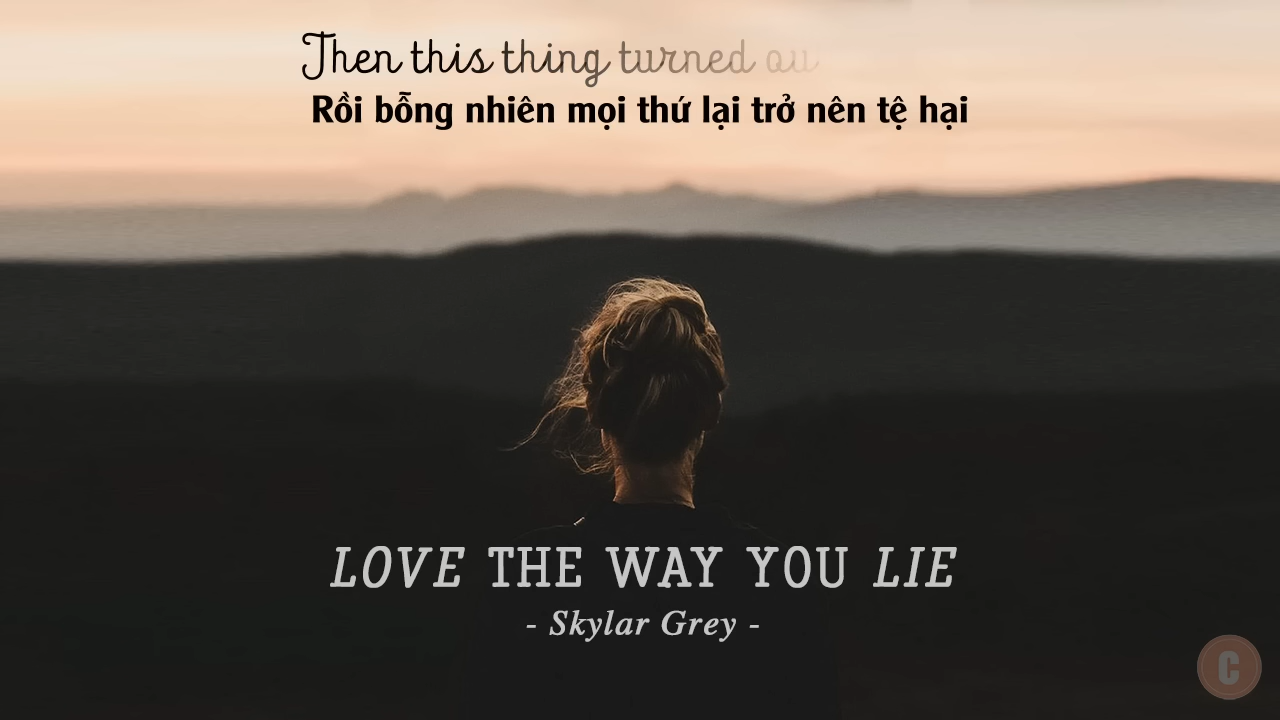 Then this thing turned ou
Rồi bỗng nhiên mọi thứ lại trở nên tệ hại
LOVE THE WAY YOU LIE
- Skylar Grey -
C